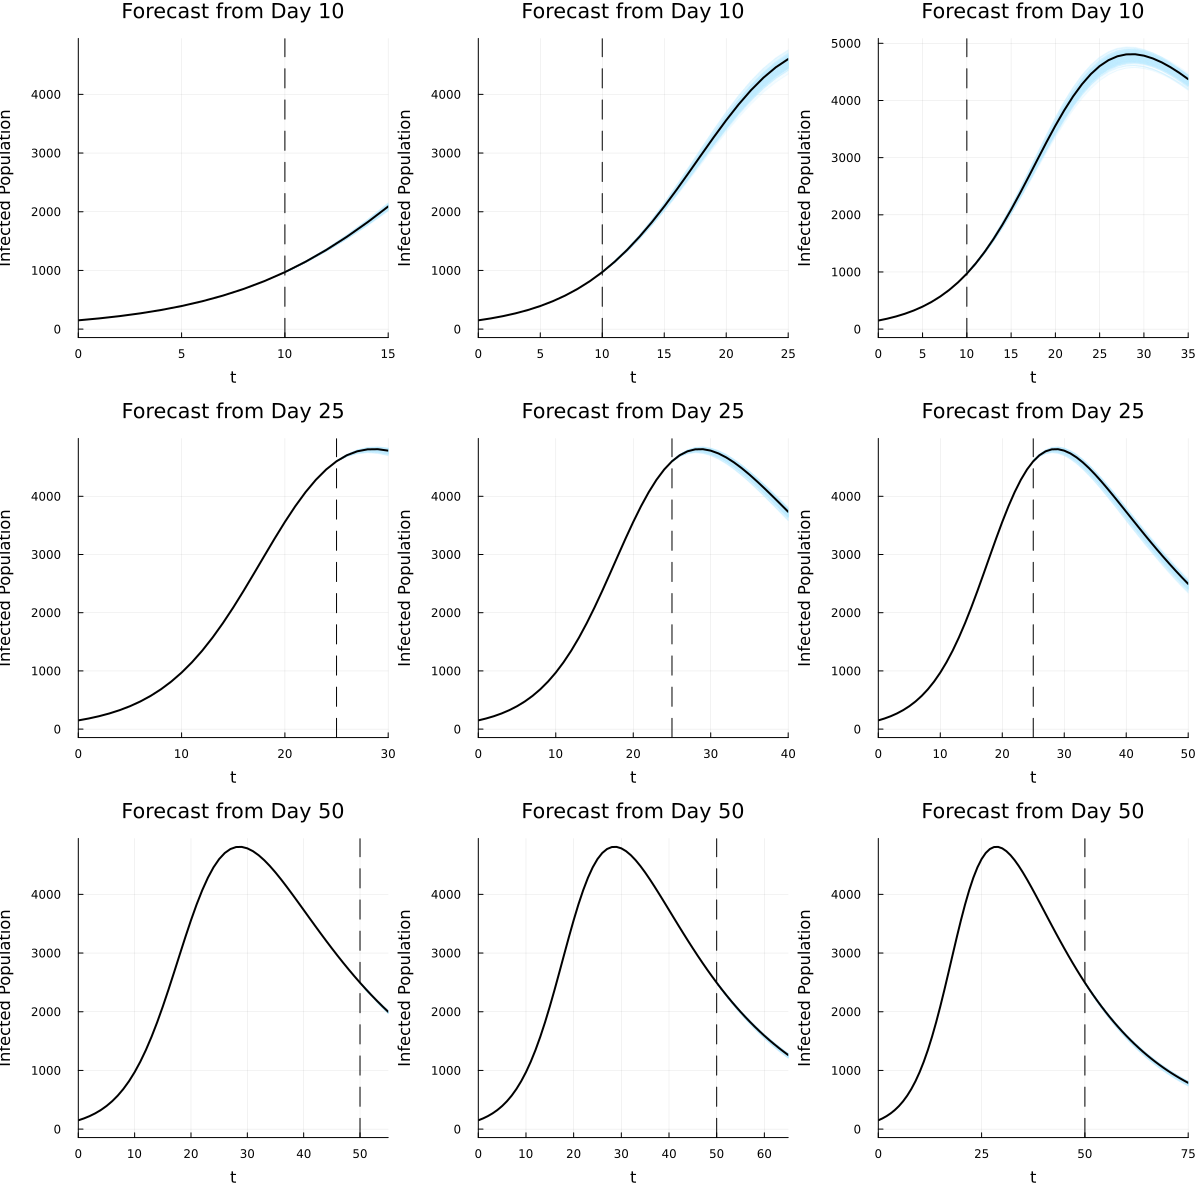 Forecast from Day 10
Infected Population
4000
3000
2000
1000
0
0 5 10 15
t
Forecast from Day 10
Infected Population
4000
3000
2000
1000
0
0 5 10 15 20 25
t
Forecast from Day 10
Infected Population
5000
4000
3000
2000
1000
0
0 5 10 15 20 25 30 35
t
Forecast from Day 25
Infected Population
4000
3000
2000
1000
0
0 10 20 30
t
Forecast from Day 25
Infected Population
4000
3000
2000
1000
0
0 10 20 30 40
t
Forecast from Day 25
Infected Population
4000
3000
2000
1000
0
0 10 20 30 40 50
t
Forecast from Day 50
Infected Population
4000
3000
2000
1000
0
0 10 20 30 40 50
t
Forecast from Day 50
Infected Population
4000
3000
2000
1000
0
0 10 20 30 40 50 60
t
Forecast from Day 50
Infected Population
4000
3000
2000
1000
0
0 25 50 75
t